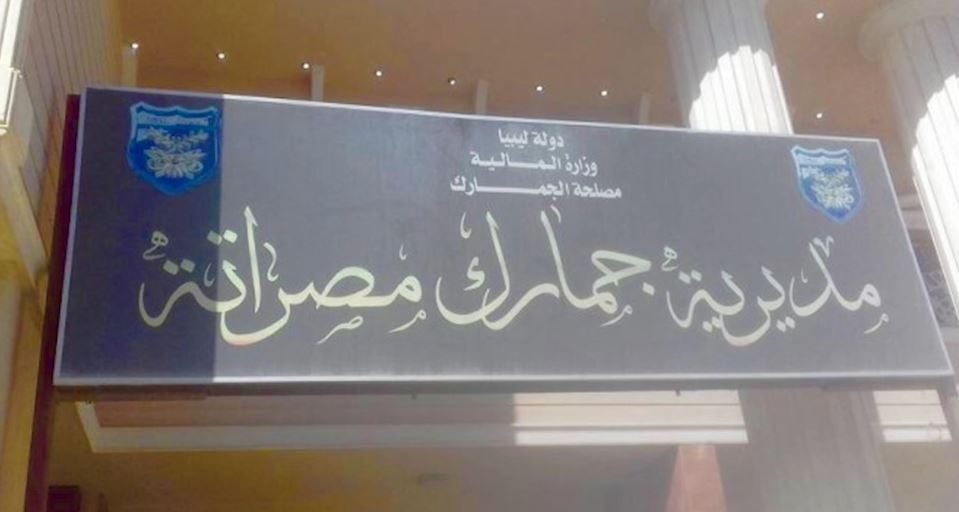 دولة ليبيا
وزارة المالية
مصلحة الجمارك
مديرية جمارك مصراتة